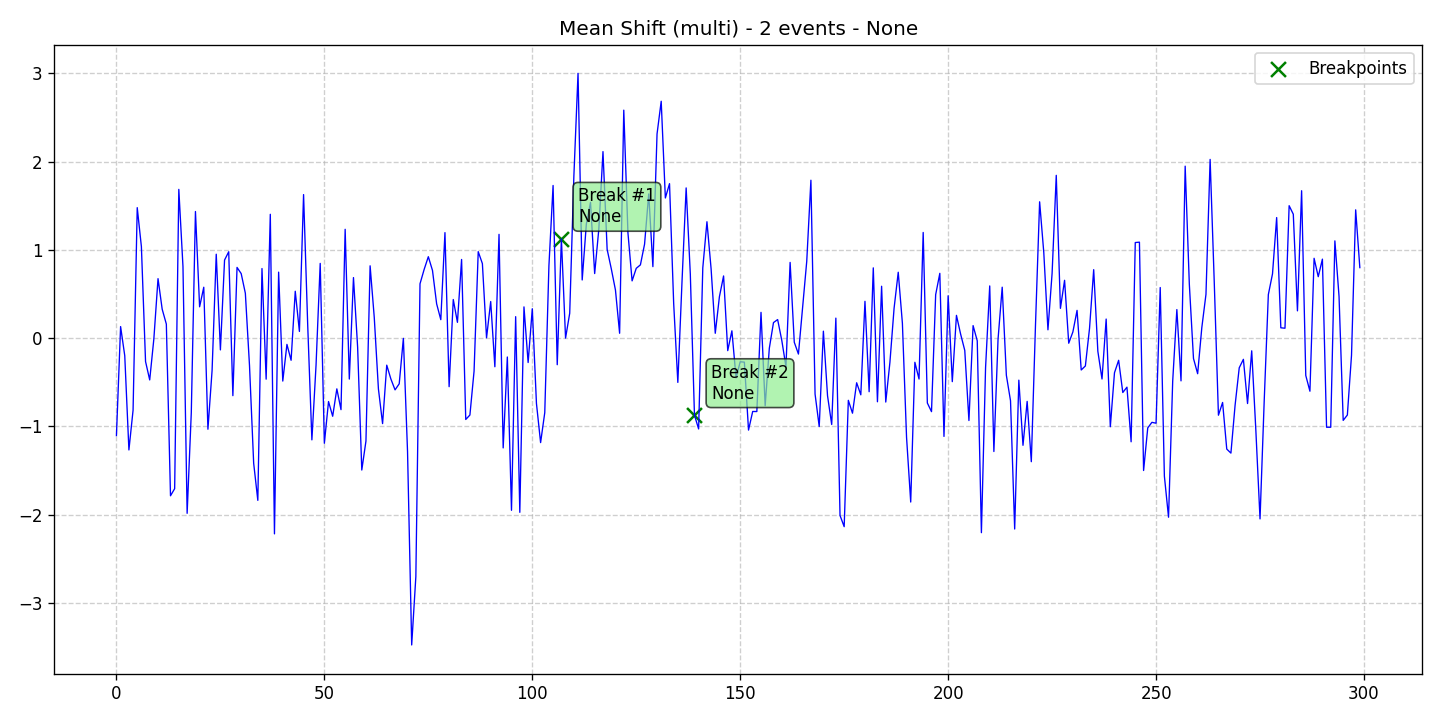 Mean Shift (multi) - 2 events - None
Breakpoints
3
2
1
0
−1
−2
−3
Break #1
None
Break #2
None
0
50
100
150
200
250
300